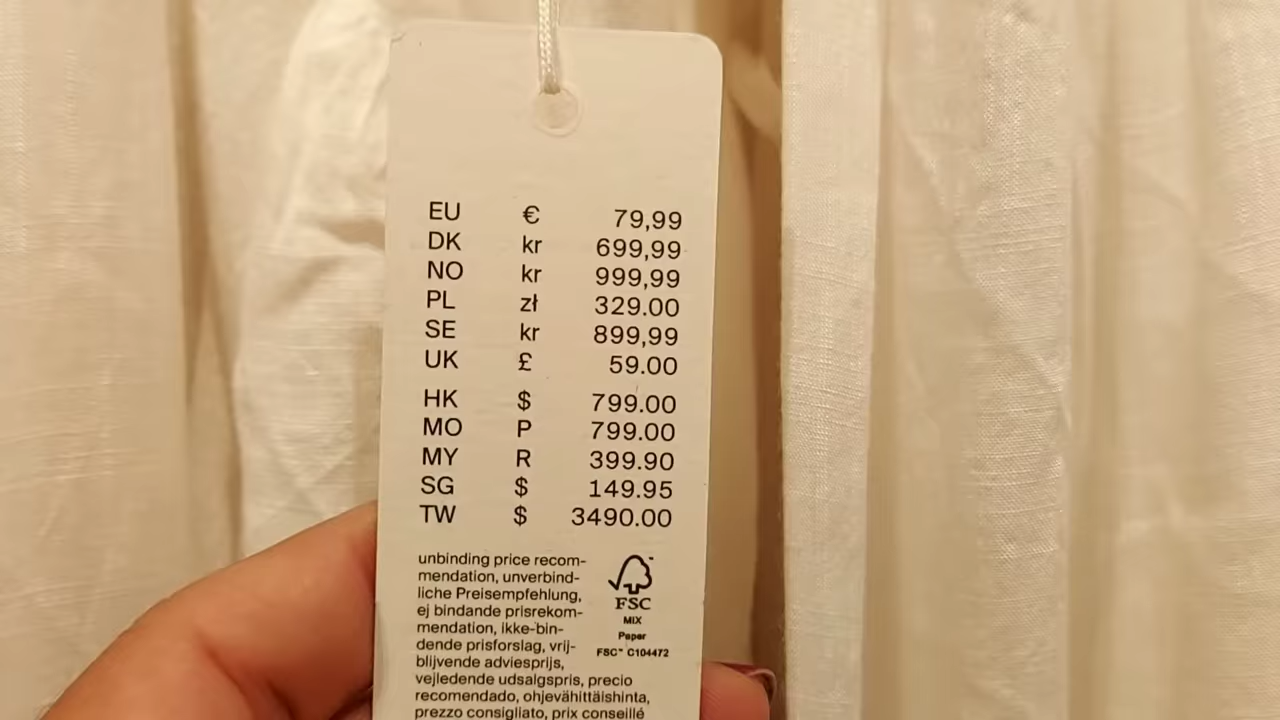 EU € 79,99
DK kr 699,99
NO kr 999,99
PL zł 329.00
SE kr 899,99
UK £ 59.00
HK $ 799.00
MO P 799.00
MY R 399.90
SG $ 149.95
TW $ 3490.00
unbinding price recom-
mendation, unverbind-
liche Preisempfehlung,
ej bindande prisrekom-
mendation, ikke-bin-
dende prisforslag, vrij-
blijvende adviesprijs,
vejledende udsalgspris, precio
recomendado, ohjevähittäishinta,
prezzo consigliato, prix conseillé
FSC
MIX
Paper
FSC™ C104472